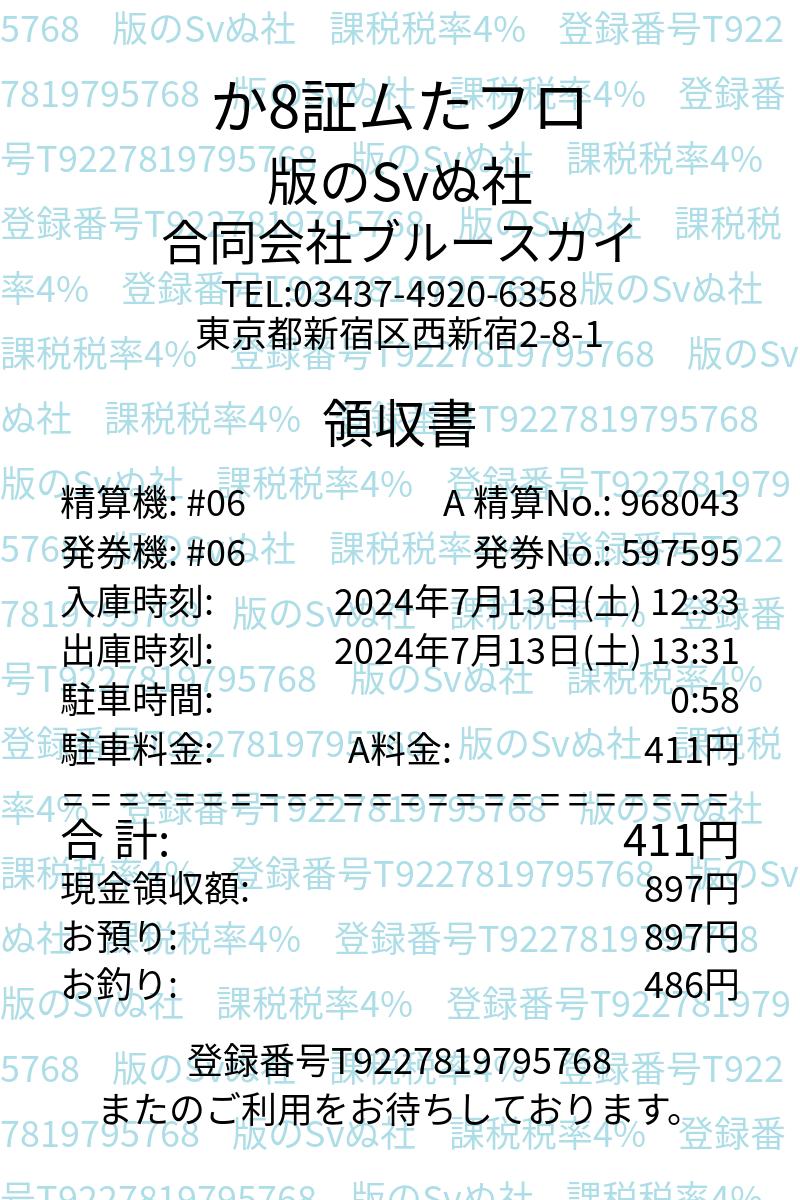 か8証ムたフロ
版のSvぬ社
合同会社ブルースカイ
TEL:03437-4920-6358
東京都新宿区西新宿2-8-1
領収書
精算機: #06 A 精算No.: 968043
発券機: #06 発券No.: 597595
入庫時刻: 2024年7月13日(土) 12:33
出庫時刻: 2024年7月13日(土) 13:31
駐車時間: 0:58
駐車料金: A料金: 411円
========================
合 計: 411円
現金領収額: 897円
お預り: 897円
お釣り: 486円
登録番号T9227819795768
またのご利用をお待ちしております。
5768 版のSvぬ社 課税税率4% 登録番号T922
7819795768 版のSvぬ社 課税税率4% 登録番
号T9227819795768 版のSvぬ社 課税税率4%
登録番号T9227819795768 版のSvぬ社 課税税
率4% 登録番号T9227819795768 版のSvぬ社
課税税率4% 登録番号T9227819795768 版のSv
ぬ社 課税税率4% 登録番号T9227819795768
版のSvぬ社 課税税率4% 登録番号T922781979
5768 版のSvぬ社 課税税率4% 登録番号T922
7819795768 版のSvぬ社 課税税率4% 登録番
号T9227819795768 版のSvぬ社 課税税率4%
登録番号T9227819795768 版のSvぬ社 課税税
率4% 登録番号T9227819795768 版のSvぬ社
課税税率4% 登録番号T9227819795768 版のSv
ぬ社 課税税率4% 登録番号T9227819795768
版のSvぬ社 課税税率4% 登録番号T922781979
5768 版のSvぬ社 課税税率4% 登録番号T922
7819795768 版のSvぬ社 課税税率4% 登録番
号T9227819795768 版のSvぬ社 課税税率4%